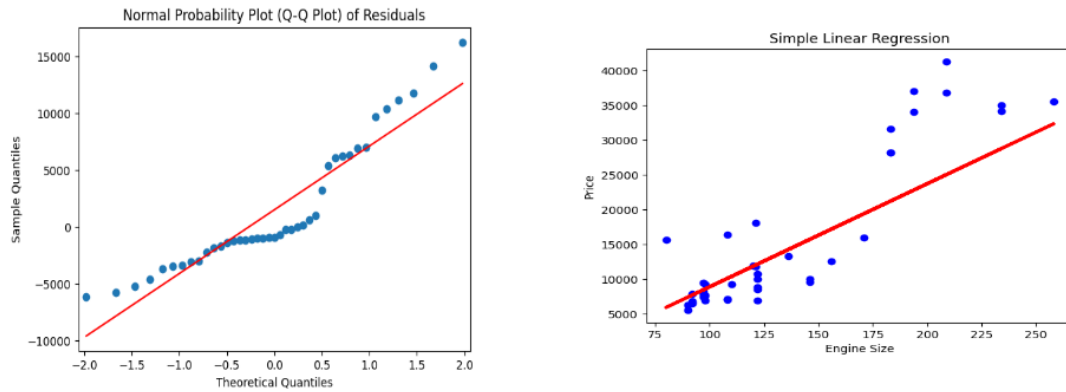 Normal Probability Plot (Q-Q Plot) of Residuals
15000
10000
5000
0
−5000
−10000
Sample Quantiles
−2.0 −1.5 −1.0 −0.5 0.0 0.5 1.0 1.5 2.0
Theoretical Quantiles
Simple Linear Regression
40000
35000
30000
25000
20000
15000
10000
5000
Price
75 100 125 150 175 200 225 250
Engine Size